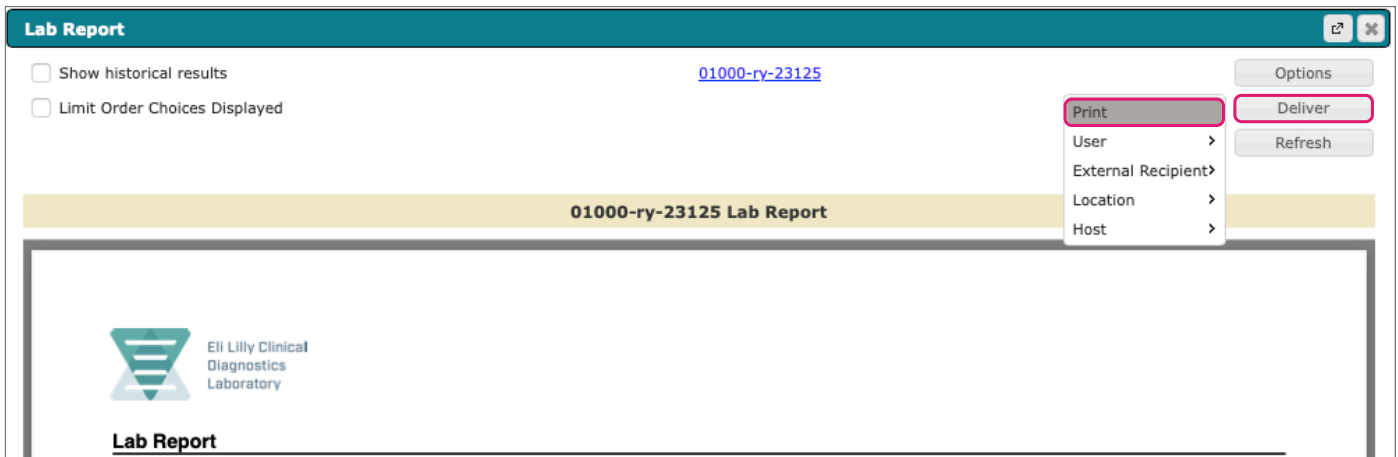 Lab Report
Show historical results
01000-ry-23125
Options
Limit Order Choices Displayed
Deliver
Print
User
Refresh
External Recipient
Location
Host
01000-ry-23125 Lab Report
Eli Lilly Clinical
Diagnostics
Laboratory
Lab Report